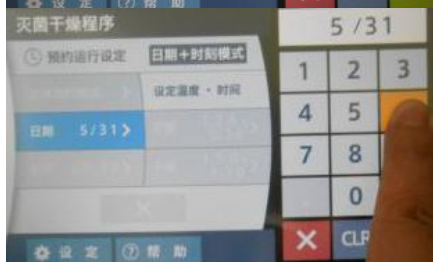 设定 ? 帮助
灭菌干燥程序
5/31
预约运行设定 日期+时刻模式
设定温度・时间
日期 5/31 >
1 2 3
4 5
7 8
0
× CLR
设定 ? 帮助